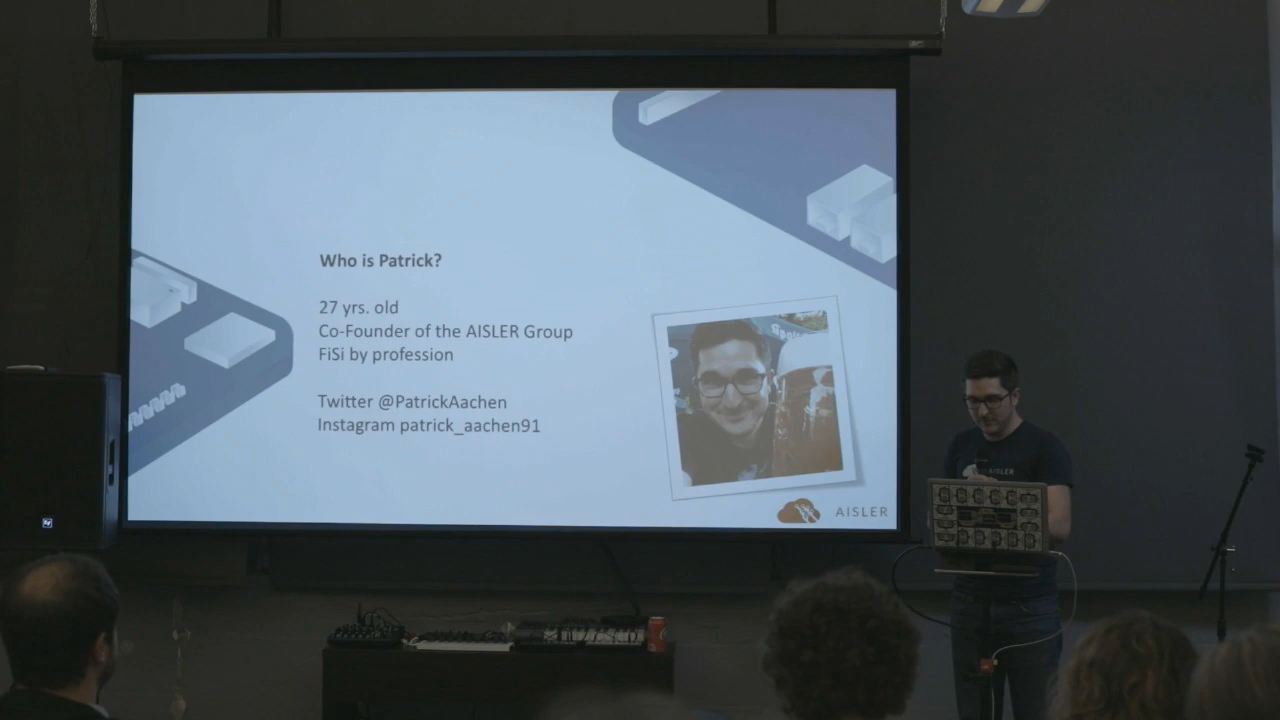 Who is Patrick?
27 yrs. old
Co-Founder of the AISLER Group
FiSi by profession
Twitter @PatrickAachen
Instagram patrick_aachen91
AISLER
AISLER